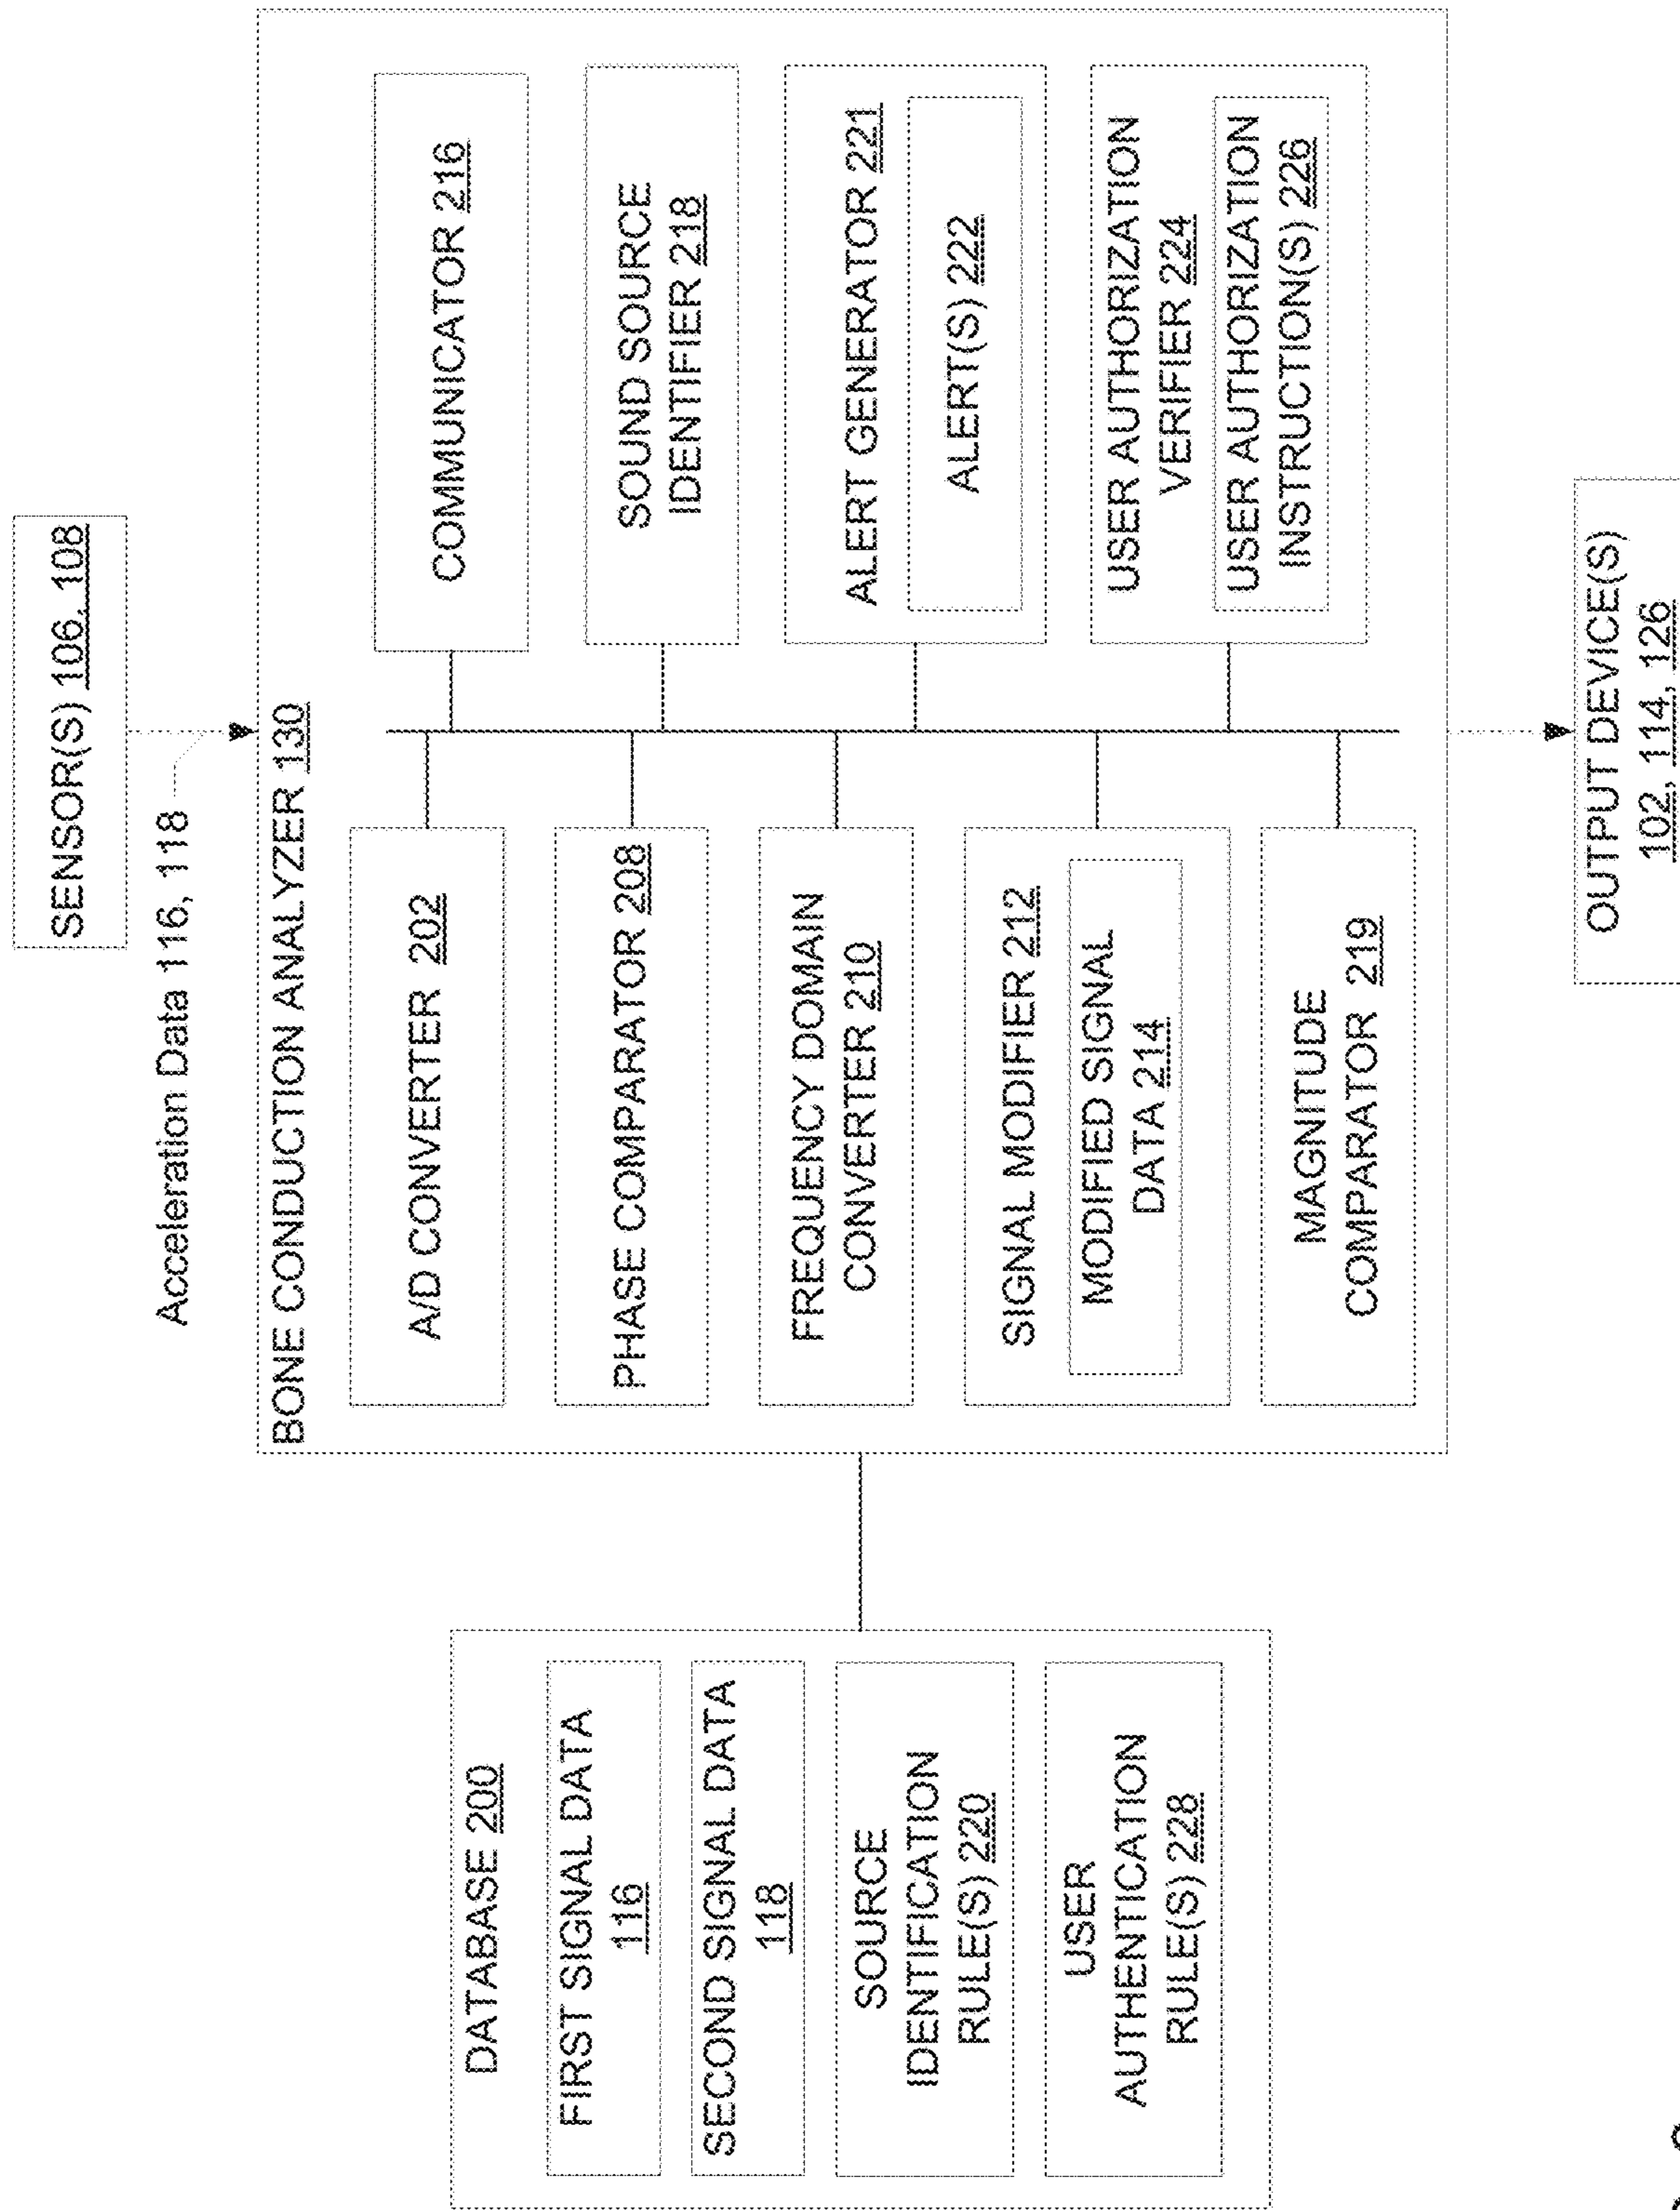 SENSOR(S) 106, 108
Acceleration Data 116, 118
BONE CONDUCTION ANALYZER 130
A/D CONVERTER 202
PHASE COMPARATOR 208
FREQUENCY DOMAIN
CONVERTER 210
SIGNAL MODIFIER 212
MODIFIED SIGNAL
DATA 214
MAGNITUDE
COMPARATOR 219
COMMUNICATOR 216
SOUND SOURCE
IDENTIFIER 218
ALERT GENERATOR 221
ALERT(S) 222
USER AUTHORIZATION
VERIFIER 224
USER AUTHORIZATION
INSTRUCTION(S) 226
DATABASE 200
FIRST SIGNAL DATA
116
SECOND SIGNAL DATA
118
SOURCE
IDENTIFICATION
RULE(S) 220
USER
AUTHENTICATION
RULE(S) 228
OUTPUT DEVICE(S)
102, 114, 126